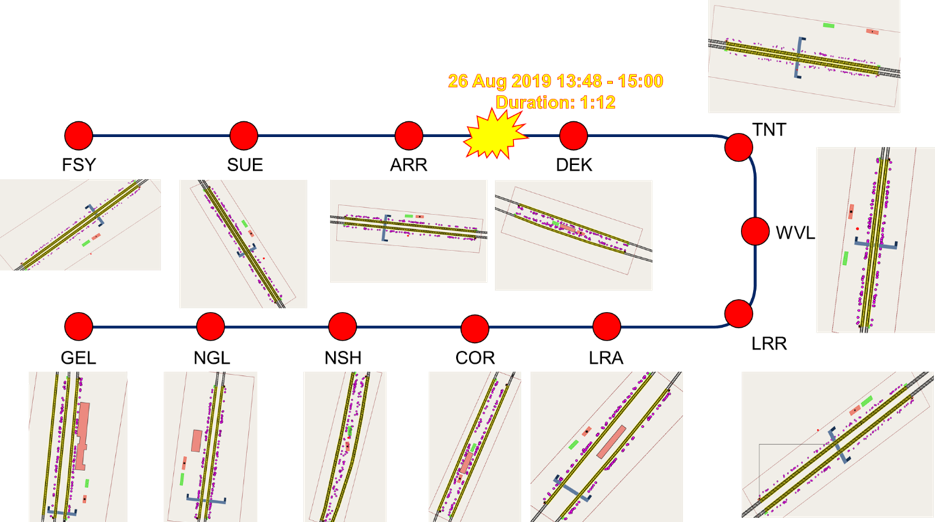 26 Aug 2019 13:48 - 15:00
Duration: 1:12
TNT
FSY
SUE
ARR
DEK
WVL
LRR
GEL
NGL
NSH
COR
LRA